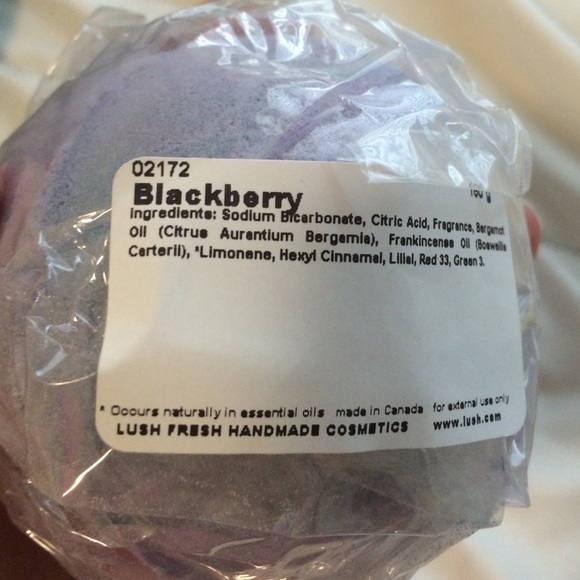 02172
Blackberry
Ingredients: Sodium Bicarbonate, Citric Acid, Fragrance, Bergamot
Oil (Citrus Aurantium Bergamia), Frankincense Oil (Boswellia
Carterii), *Limonene, Hexyl Cinnamal, Lilial, Red 33, Green 3.
* Occurs naturally in essential oils made in Canada for external use only
LUSH FRESH HANDMADE COSMETICS www.lush.com